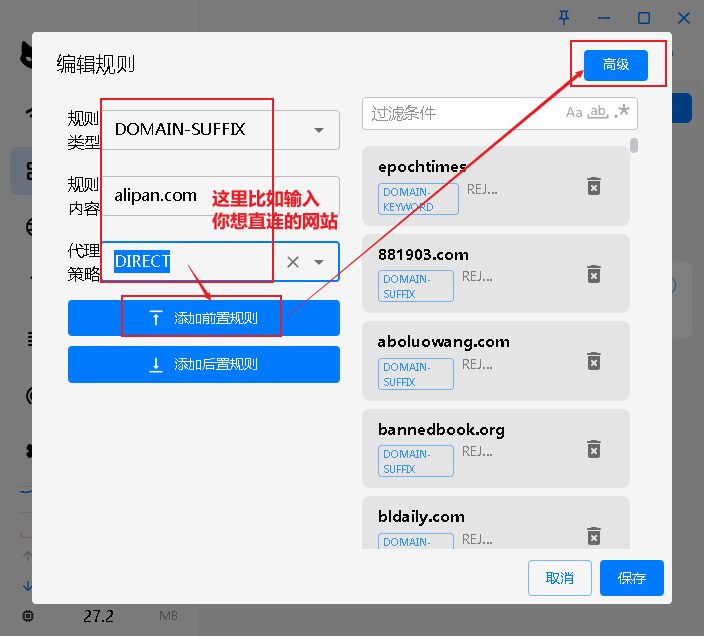 编辑规则
高级
规则
类型
DOMAIN-SUFFIX
规则
内容
alipan.com
这里比如输入
你想直连的网站
代理
策略
DIRECT
添加前置规则
添加后置规则
过滤条件
Aa ab .*
epochtimes
DOMAIN-
KEYWORD
REJ...
881903.com
DOMAIN-
SUFFIX
REJ...
aboluowang.com
DOMAIN-
SUFFIX
REJ...
bannedbook.org
DOMAIN-
SUFFIX
REJ...
bldaily.com
DOMAIN-
REJ...
取消
保存
27.2 MB